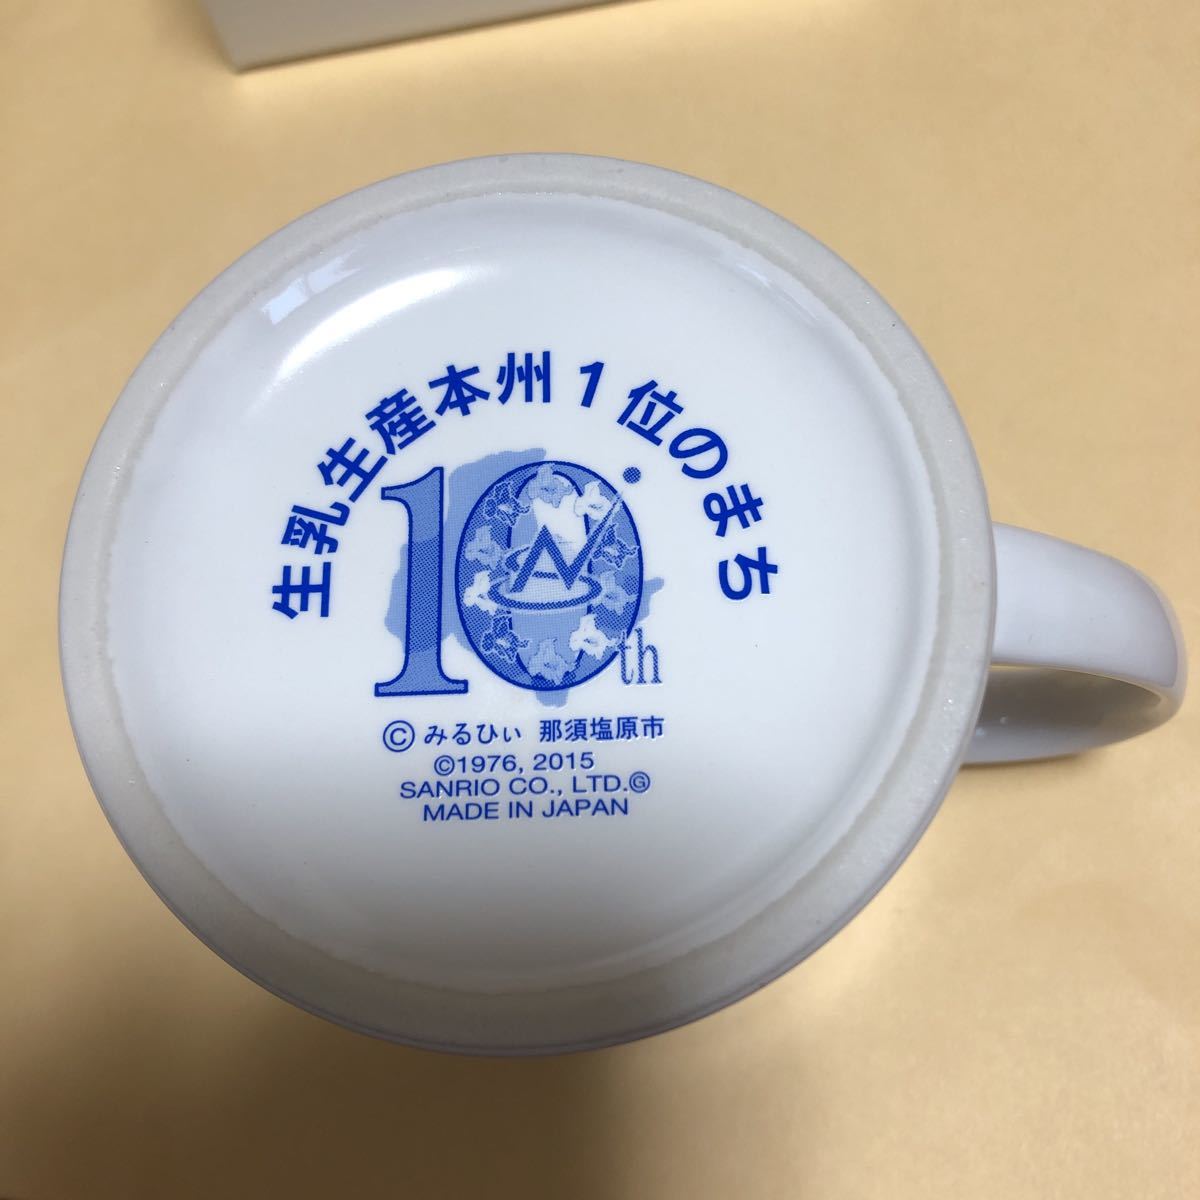 生乳生産本州1位のまち
10th
©みるひぃ 那須塩原市
©1976, 2015
SANRIO CO., LTD.Ⓖ
MADE IN JAPAN